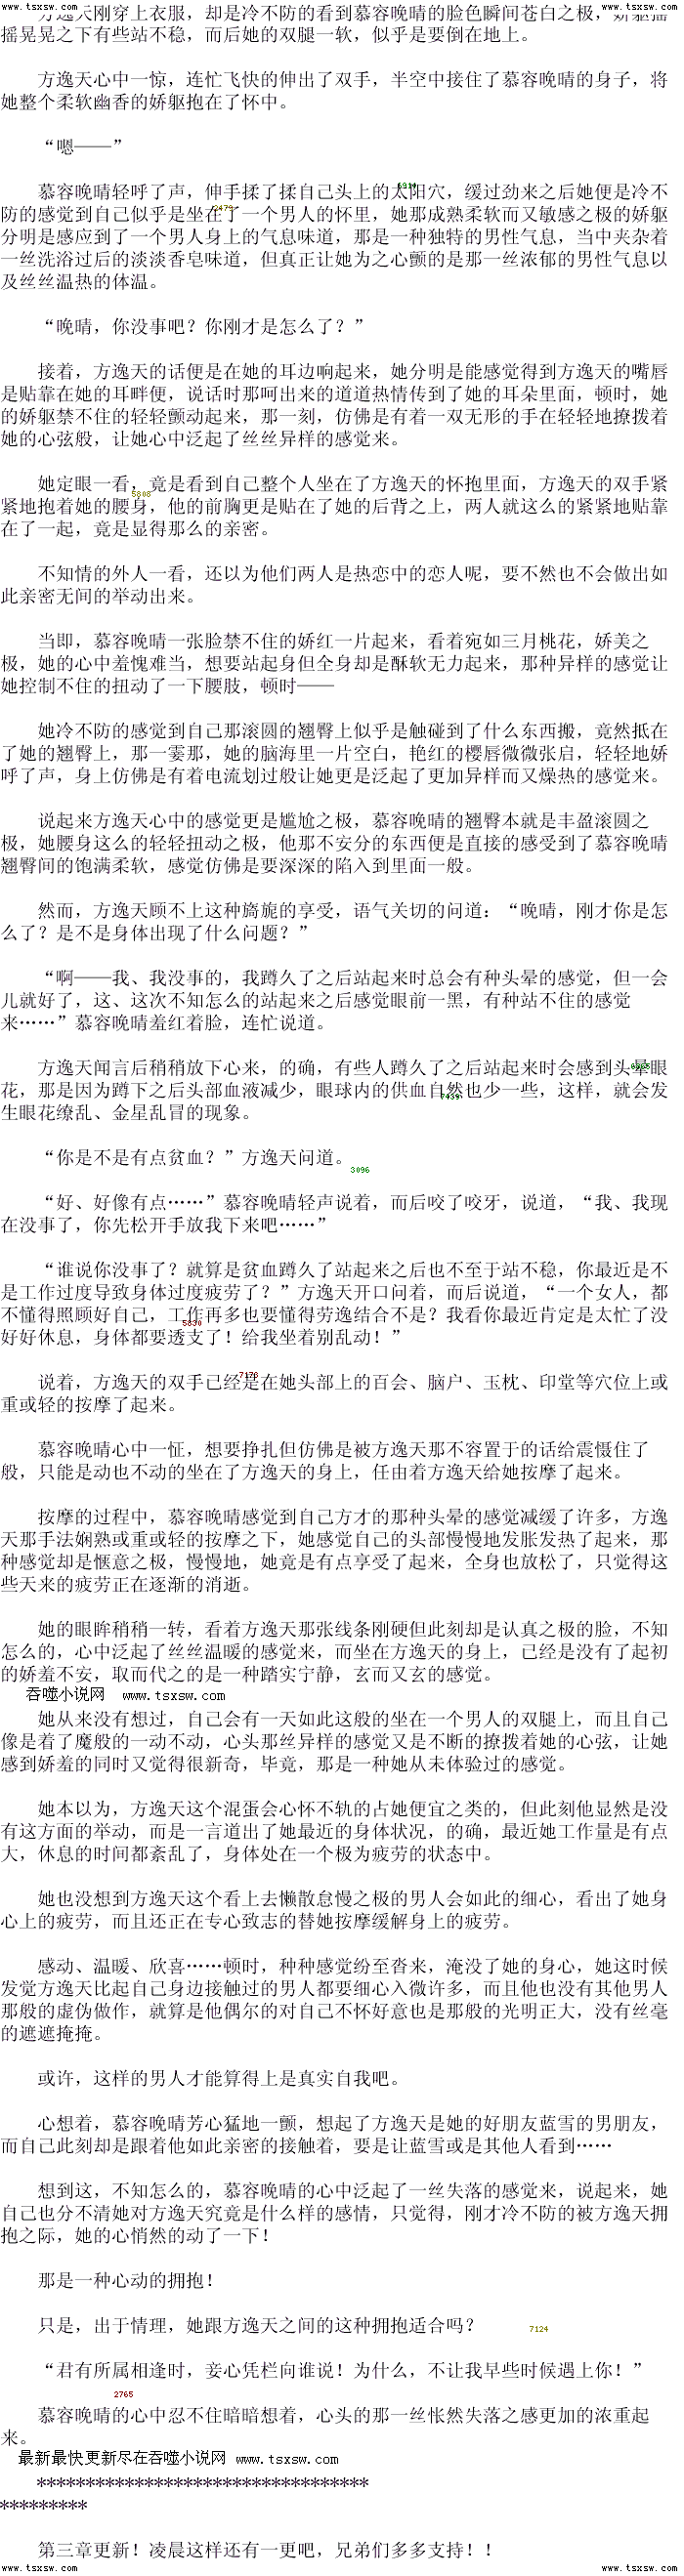 www.tsxsw.com www.tsxsw.com
方逸天刚穿上衣服，却是冷不防的看到慕容晚晴的脸色瞬间苍白之极，娇躯摇
摇晃晃之下有些站不稳，而后她的双腿一软，似乎是要倒在地上。
方逸天心中一惊，连忙飞快的伸出了双手，半空中接住了慕容晚晴的身子，将
她整个柔软幽香的娇躯抱在了怀中。
“嗯——”
慕容晚晴轻呼了声，伸手揉了揉自己头上的太阳穴，缓过劲来之后她便是冷不
防的感觉到自己似乎是坐在了一个男人的怀里，她那成熟柔软而又敏感之极的娇躯
分明是感应到了一个男人身上的气息味道，那是一种独特的男性气息，当中夹杂着
一丝洗浴过后的淡淡香皂味道，但真正让她为之心颤的是那一丝浓郁的男性气息以
及丝丝温热的体温。
“晚晴，你没事吧？你刚才是怎么了？”
接着，方逸天的话便是在她的耳边响起来，她分明是能感觉得到方逸天的嘴唇
是贴靠在她的耳畔便，说话时那呵出来的道道热情传到了她的耳朵里面，顿时，她
的娇躯禁不住的轻轻颤动起来，那一刻，仿佛是有着一双无形的手在轻轻地撩拨着
她的心弦般，让她心中泛起了丝丝异样的感觉来。
她定眼一看，竟是看到自己整个人坐在了方逸天的怀抱里面，方逸天的双手紧
5808
紧地抱着她的腰身，他的前胸更是贴在了她的后背之上，两人就这么的紧紧地贴靠
在了一起，竟是显得那么的亲密。
不知情的外人一看，还以为他们两人是热恋中的恋人呢，要不然也不会做出如
此亲密无间的举动出来。
当即，慕容晚晴一张脸禁不住的娇红一片起来，看着宛如三月桃花，娇美之
极，她的心中羞愧难当，想要站起身但全身却是酥软无力起来，那种异样的感觉让
她控制不住的扭动了一下腰肢，顿时——
她冷不防的感觉到自己那滚圆的翘臀上似乎是触碰到了什么东西搬，竟然抵在
了她的翘臀上，那一霎那，她的脑海里一片空白，艳红的樱唇微微张启，轻轻地娇
呼了声，身上仿佛是有着电流划过般让她更是泛起了更加异样而又燥热的感觉来。
说起来方逸天心中的感觉更是尴尬之极，慕容晚晴的翘臀本就是丰盈滚圆之
极，她腰身这么的轻轻扭动之极，他那不安分的东西便是直接的感受到了慕容晚晴
翘臀间的饱满柔软，感觉仿佛是要深深的陷入到里面一般。
然而，方逸天顾不上这种旖旎的享受，语气关切的问道：“晚晴，刚才你是怎
么了？是不是身体出现了什么问题？”
“啊——我、我没事的，我蹲久了之后站起来时总会有种头晕的感觉，但一会
儿就好了，这、这次不知怎么的站起来之后感觉眼前一黑，有种站不住的感觉
来……”慕容晚晴羞红着脸，连忙说道。
方逸天闻言后稍稍放下心来，的确，有些人蹲久了之后站起来时会感到头晕眼
花，那是因为蹲下之后头部血液减少，眼球内的供血自然也少一些，这样，就会发
生眼花缭乱、金星乱冒的现象。
“你是不是有点贫血？”方逸天问道。
3096
“好、好像有点……”慕容晚晴轻声说着，而后咬了咬牙，说道，“我、我现
在没事了，你先松开手放我下来吧……”
“谁说你没事了？就算是贫血蹲久了站起来之后也不至于站不稳，你最近是不
是工作过度导致身体过度疲劳了？”方逸天开口问着，而后说道，“一个女人，都
不懂得照顾好自己，工作再多也要懂得劳逸结合不是？我看你最近肯定是太忙了没
5830
好好休息，身体都要透支了！给我坐着别乱动！”
说着，方逸天的双手已经是在她头部上的百会、脑户、玉枕、印堂等穴位上或
重或轻的按摩了起来。
慕容晚晴心中一怔，想要挣扎但仿佛是被方逸天那不容置于的话给震慑住了
般，只能是动也不动的坐在了方逸天的身上，任由着方逸天给她按摩了起来。
按摩的过程中，慕容晚晴感觉到自己方才的那种头晕的感觉减缓了许多，方逸
天那手法娴熟或重或轻的按摩之下，她感觉自己的头部慢慢地发胀发热了起来，那
种感觉却是惬意之极，慢慢地，她竟是有点享受了起来，全身也放松了，只觉得这
些天来的疲劳正在逐渐的消逝。
她的眼眸稍稍一转，看着方逸天那张线条刚硬但此刻却是认真之极的脸，不知
怎么的，心中泛起了丝丝温暖的感觉来，而坐在方逸天的身上，已经是没有了起初
的娇羞不安，取而代之的是一种踏实宁静，玄而又玄的感觉。
吞噬小说网 www.tsxsw.com
她从来没有想过，自己会有一天如此这般的坐在一个男人的双腿上，而且自己
像是着了魔般的一动不动，心头那丝异样的感觉又是不断的撩拨着她的心弦，让她
感到娇羞的同时又觉得很新奇，毕竟，那是一种她从未体验过的感觉。
她本以为，方逸天这个混蛋会心怀不轨的占她便宜之类的，但此刻他显然是没
有这方面的举动，而是一言道出了她最近的身体状况，的确，最近她工作量是有点
大，休息的时间都紊乱了，身体处在一个极为疲劳的状态中。
她也没想到方逸天这个看上去懒散怠慢之极的男人会如此的细心，看出了她身
心上的疲劳，而且还正在专心致志的替她按摩缓解身上的疲劳。
感动、温暖、欣喜……顿时，种种感觉纷至沓来，淹没了她的身心，她这时候
发觉方逸天比起自己身边接触过的男人都要细心入微许多，而且他也没有其他男人
那般的虚伪做作，就算是他偶尔的对自己不怀好意也是那般的光明正大，没有丝毫
的遮遮掩掩。
或许，这样的男人才能算得上是真实自我吧。
心想着，慕容晚晴芳心猛地一颤，想起了方逸天是她的好朋友蓝雪的男朋友，
而自己此刻却是跟着他如此亲密的接触着，要是让蓝雪或是其他人看到……
想到这，不知怎么的，慕容晚晴的心中泛起了一丝失落的感觉来，说起来，她
自己也分不清她对方逸天究竟是什么样的感情，只觉得，刚才冷不防的被方逸天拥
抱之际，她的心悄然的动了一下！
那是一种心动的拥抱！
只是，出于情理，她跟方逸天之间的这种拥抱适合吗？
7124
“君有所属相逢时，妾心凭栏向谁说！为什么，不让我早些时候遇上你！”
2765
慕容晚晴的心中忍不住暗暗想着，心头的那一丝怅然失落之感更加的浓重起
来。
最新最快更新尽在吞噬小说网 www.tsxsw.com
**********************************
*********
第三章更新！凌晨这样还有一更吧，兄弟们多多支持！！
www.tsxsw.com www.tsxsw.com